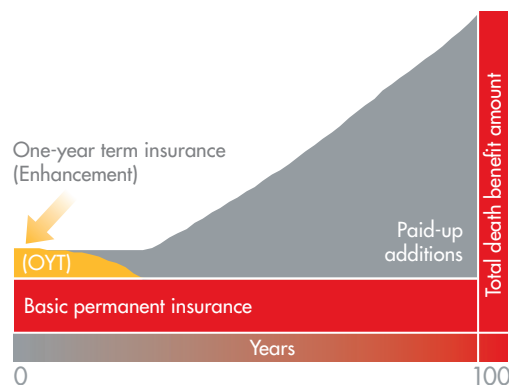 One-year term insurance
(Enhancement)
(OYT)
Paid-up
additions
Total death benefit amount
Basic permanent insurance
Years
0
100